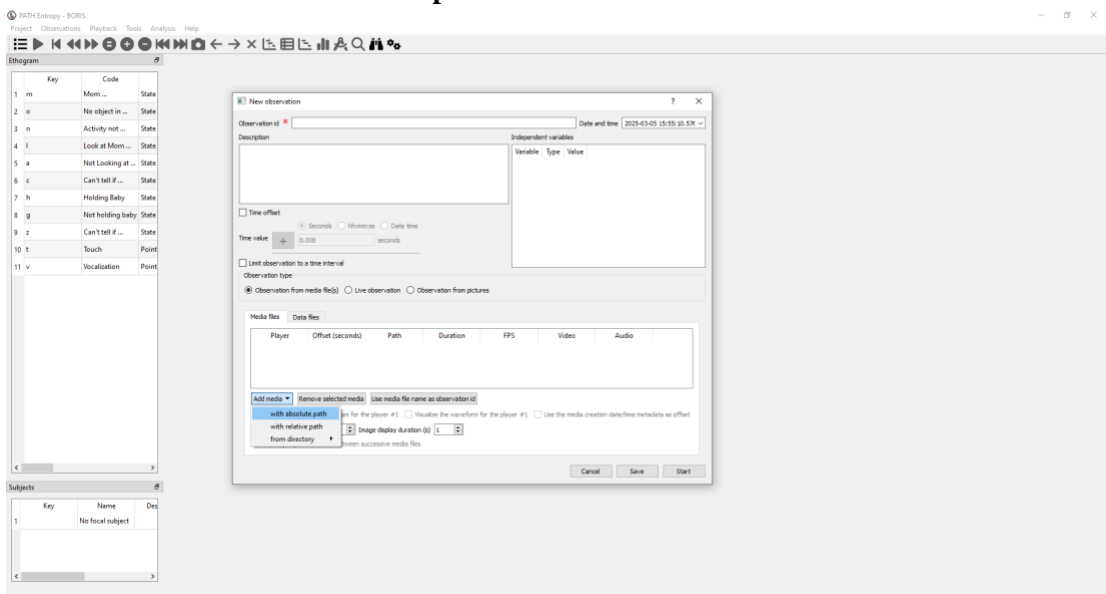 PATH Entropy - BORIS
Project Observations Playback Tools Analysis Help
Ethogram
Key Code
1 m Mom ... State
2 o No object in ... State
3 n Activity not ... State
4 l Look at Mom ... State
5 a Not Looking at ... State
6 c Can't tell if ... State
7 h Holding Baby State
8 g Not holding baby State
9 z Can't tell if ... State
10 t Touch Point
11 v Vocalization Point
Subjects
Key Name Des
1 No focal subject
New observation ? ×
Observation id * Date and time 2025-03-05 15:55:10.57
Description Independent variables
Variable Type Value
Time offset
Seconds hh:mm:ss Date time
Time value + 0.000 seconds
Limit observation to a time interval
Observation type
Observation from media file(s) Live observation Observation from pictures
Media files Data files
Player Offset (seconds) Path Duration FPS Video Audio
Add media Remove selected media Use media file name as observation id
with absolute path for the player #1 Visualize the waveform for the player #1 Use the media creation date/time metadata as offset
with relative path Image display duration (s) 1
from directory between successive media files
Cancel Save Start